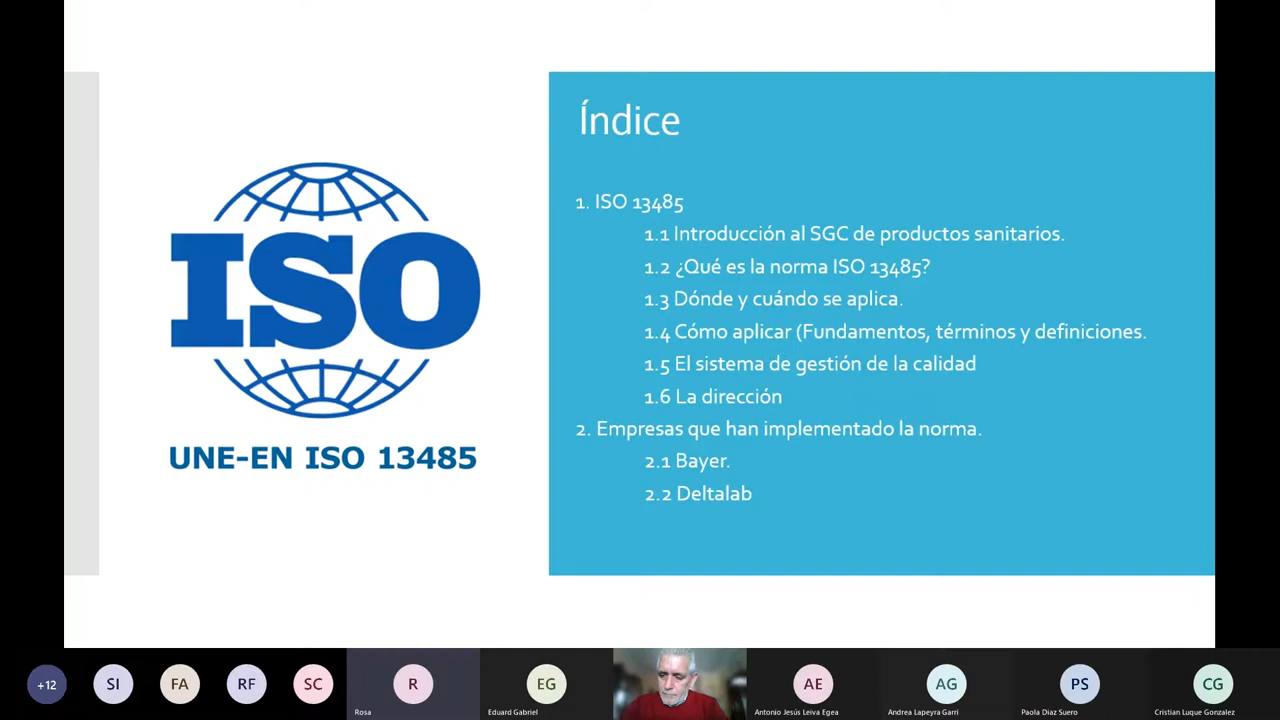 ISO
UNE-EN ISO 13485
Índice
1. ISO 13485
1.1 Introducción al SGC de productos sanitarios.
1.2 ¿Qué es la norma ISO 13485?
1.3 Dónde y cuándo se aplica.
1.4 Cómo aplicar (Fundamentos, términos y definiciones.
1.5 El sistema de gestión de la calidad
1.6 La dirección
2. Empresas que han implementado la norma.
2.1 Bayer.
2.2 Deltalab
+12
SI
FA
RF
SC
R
Rosa
EG
Eduard Gabriel
AE
Antonio Jesús Leiva Egea
AG
Andrea Lapeyra Garrí
PS
Paola Diaz Suero
CG
Cristian Luque Gonzalez